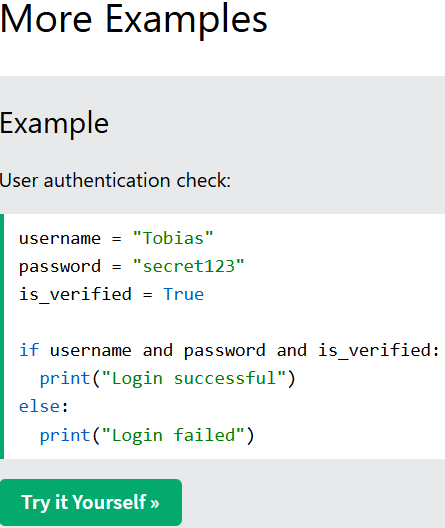 More Examples
Example
User authentication check:
username = "Tobias"
password = "secret123"
is_verified = True
if username and password and is_verified:
  print("Login successful")
else:
  print("Login failed")
Try it Yourself »